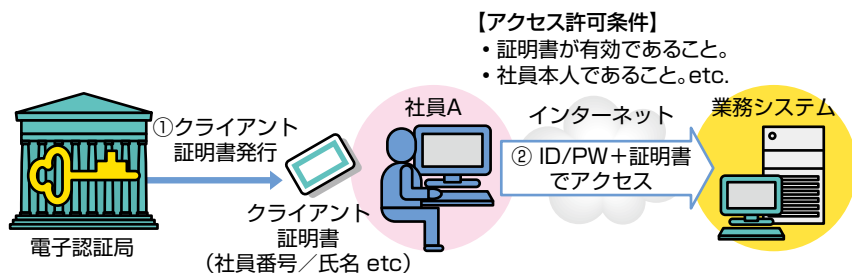 【アクセス許可条件】
・証明書が有効であること。
・社員本人であること。etc.
①クライアント
証明書発行
社員A
インターネット
業務システム
② ID/PW+証明書
でアクセス
クライアント
証明書
(社員番号/氏名 etc)
電子認証局